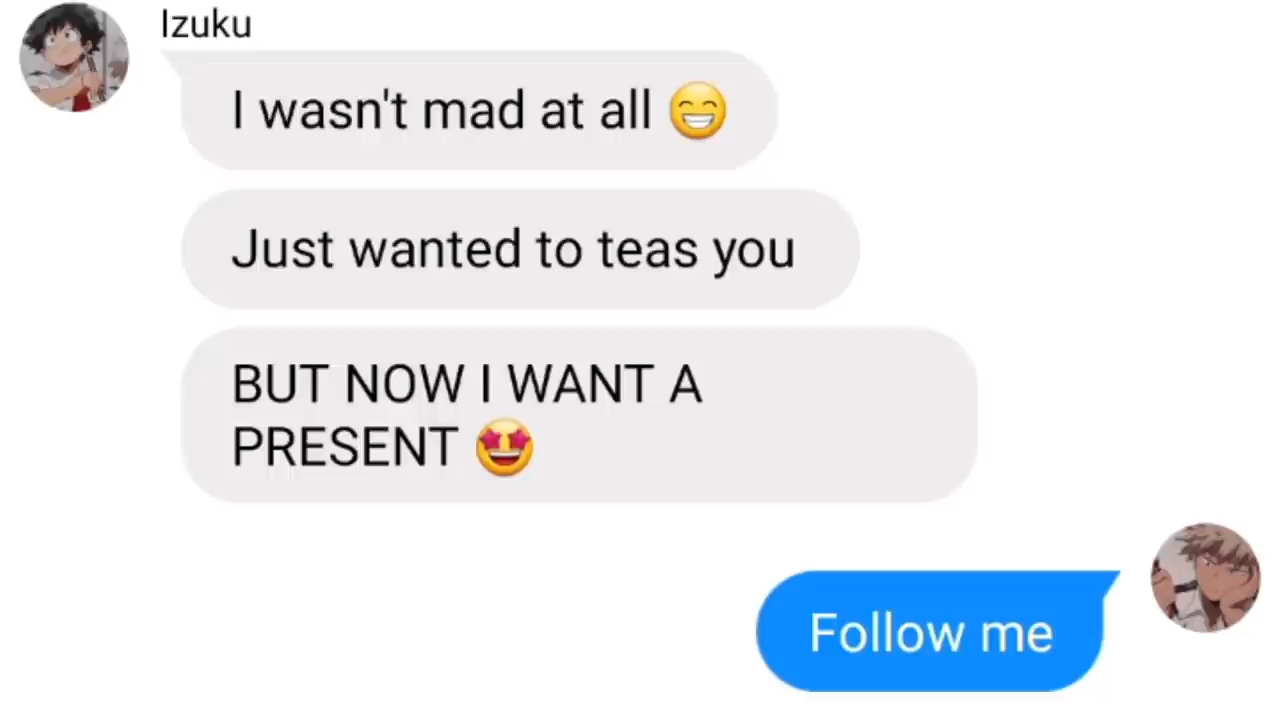 Izuku
I wasn't mad at all 😁
Just wanted to teas you
BUT NOW I WANT A
PRESENT 🤩
Follow me